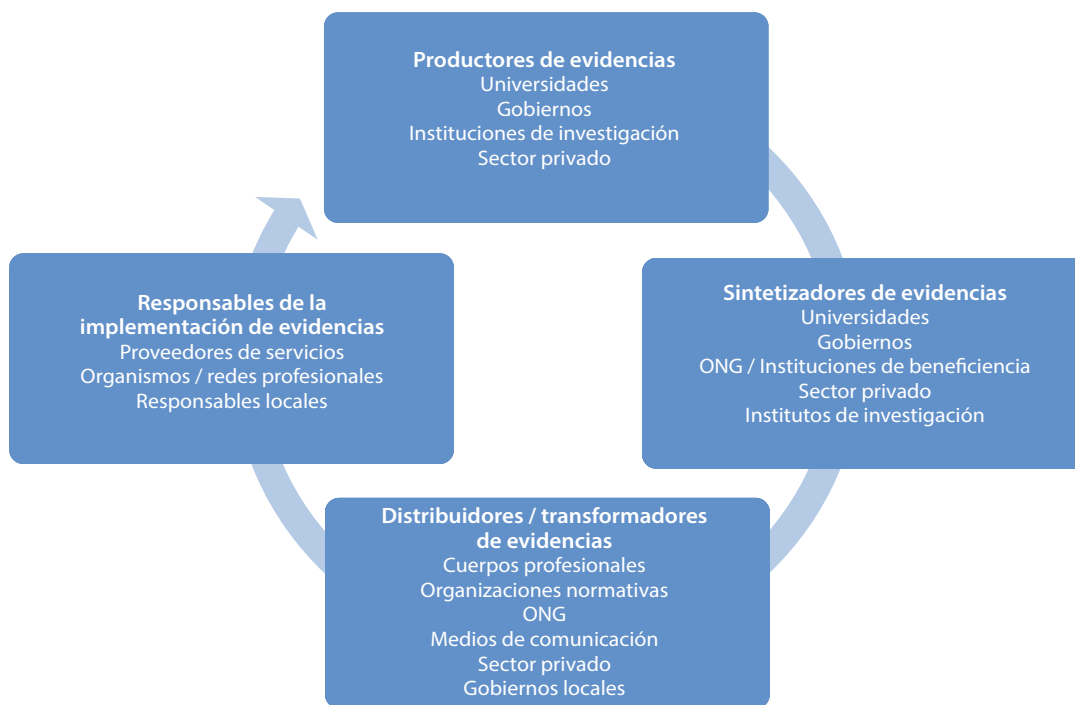 Productores de evidencias
Universidades
Gobiernos
Instituciones de investigación
Sector privado
Sintetizadores de evidencias
Universidades
Gobiernos
ONG / Instituciones de beneficiencia
Sector privado
Institutos de investigación
Distribuidores / transformadores
de evidencias
Cuerpos profesionales
Organizaciones normativas
ONG
Medios de comunicación
Sector privado
Gobiernos locales
Responsables de la
implementación de evidencias
Proveedores de servicios
Organismos / redes profesionales
Responsables locales